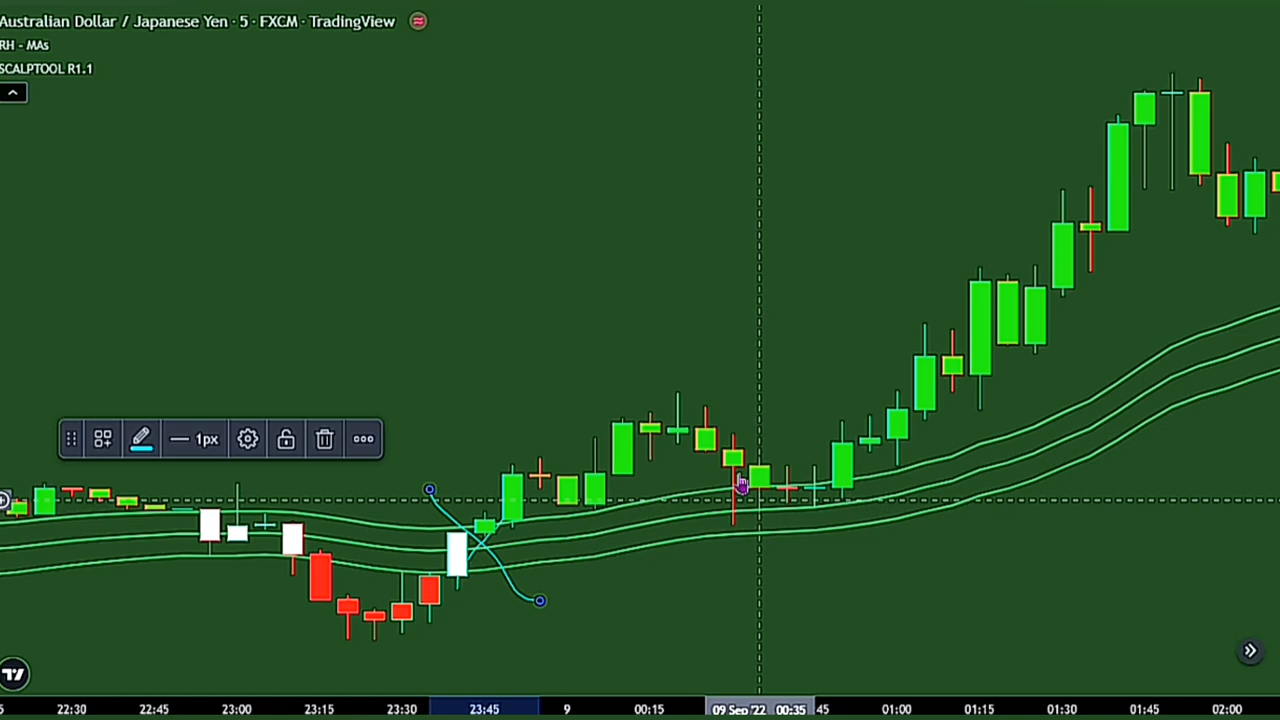 Australian Dollar / Japanese Yen · 5 · FXCM · TradingView
RH - MAs
SCALPTOOL R1.1
1px
22:30 22:45 23:00 23:15 23:30 23:45 9 00:15 09 Sep '22 00:35 45 01:00 01:15 01:30 01:45 02:00